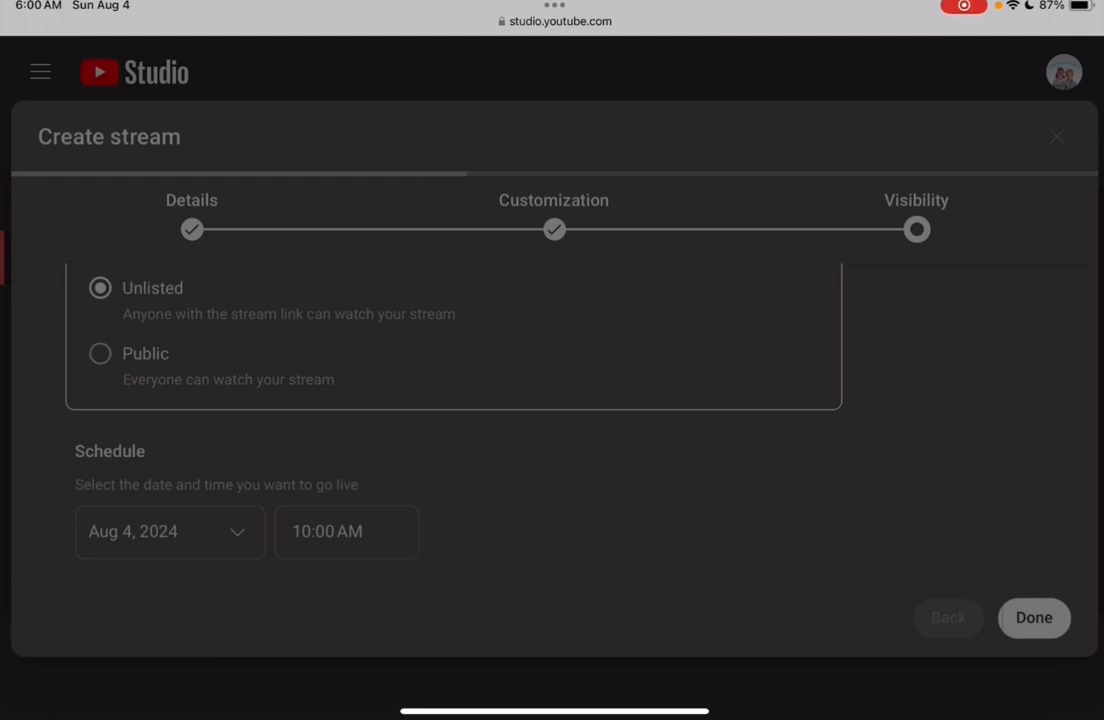 6:00 AM Sun Aug 4
87%
studio.youtube.com
Studio
Create stream
Details
Customization
Visibility
Unlisted
Anyone with the stream link can watch your stream
Public
Everyone can watch your stream
Schedule
Select the date and time you want to go live
Aug 4, 2024
10:00 AM
Back
Done